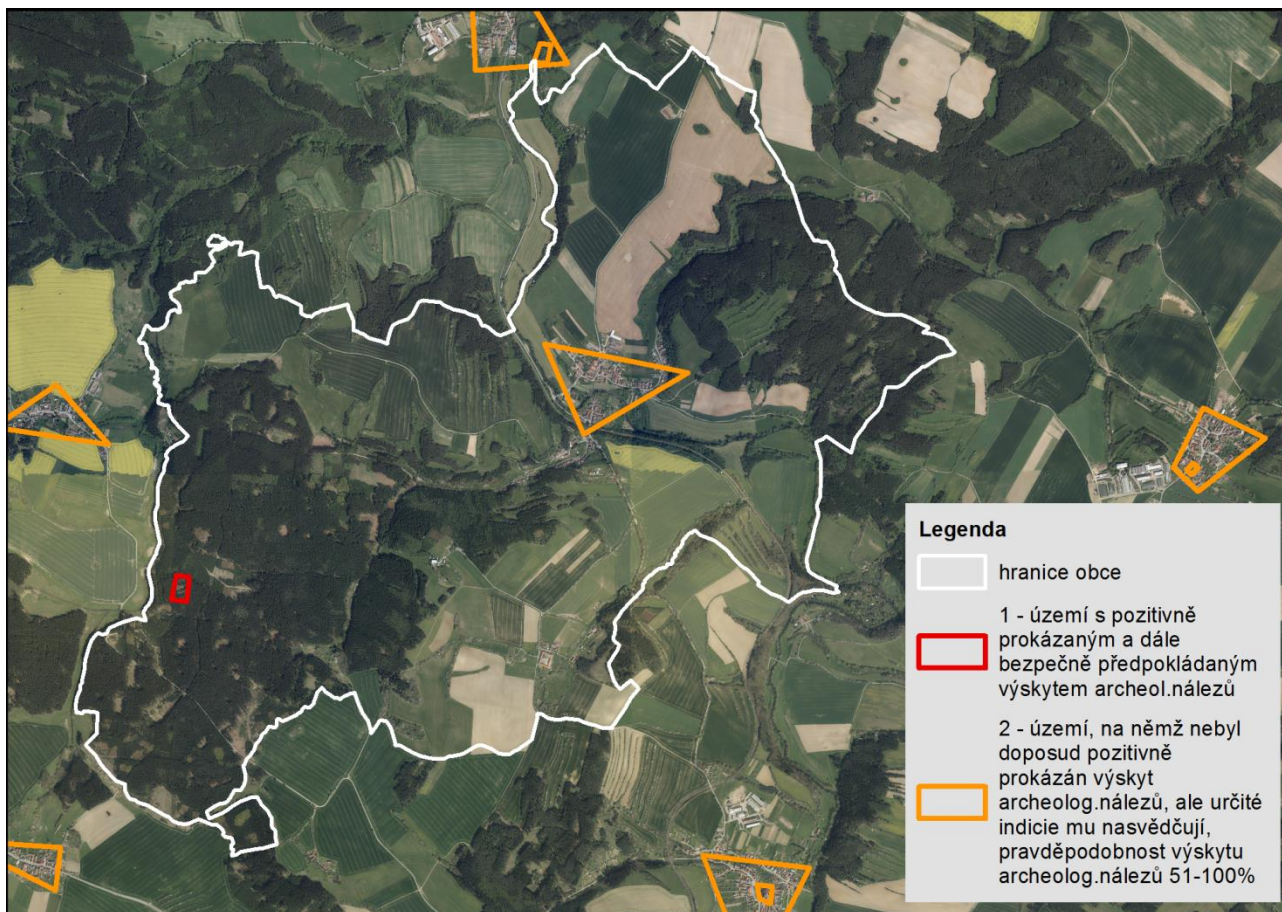 Legenda
hranice obce
1 - území s pozitivně
prokázaným a dále
bezpečně předpokládaným
výskytem archeol.nálezů
2 - území, na němž nebyl
doposud pozitivně
prokázán výskyt
archeolog.nálezů, ale určité
indicie mu nasvědčují,
pravděpodobnost výskytu
archeolog.nálezů 51-100%